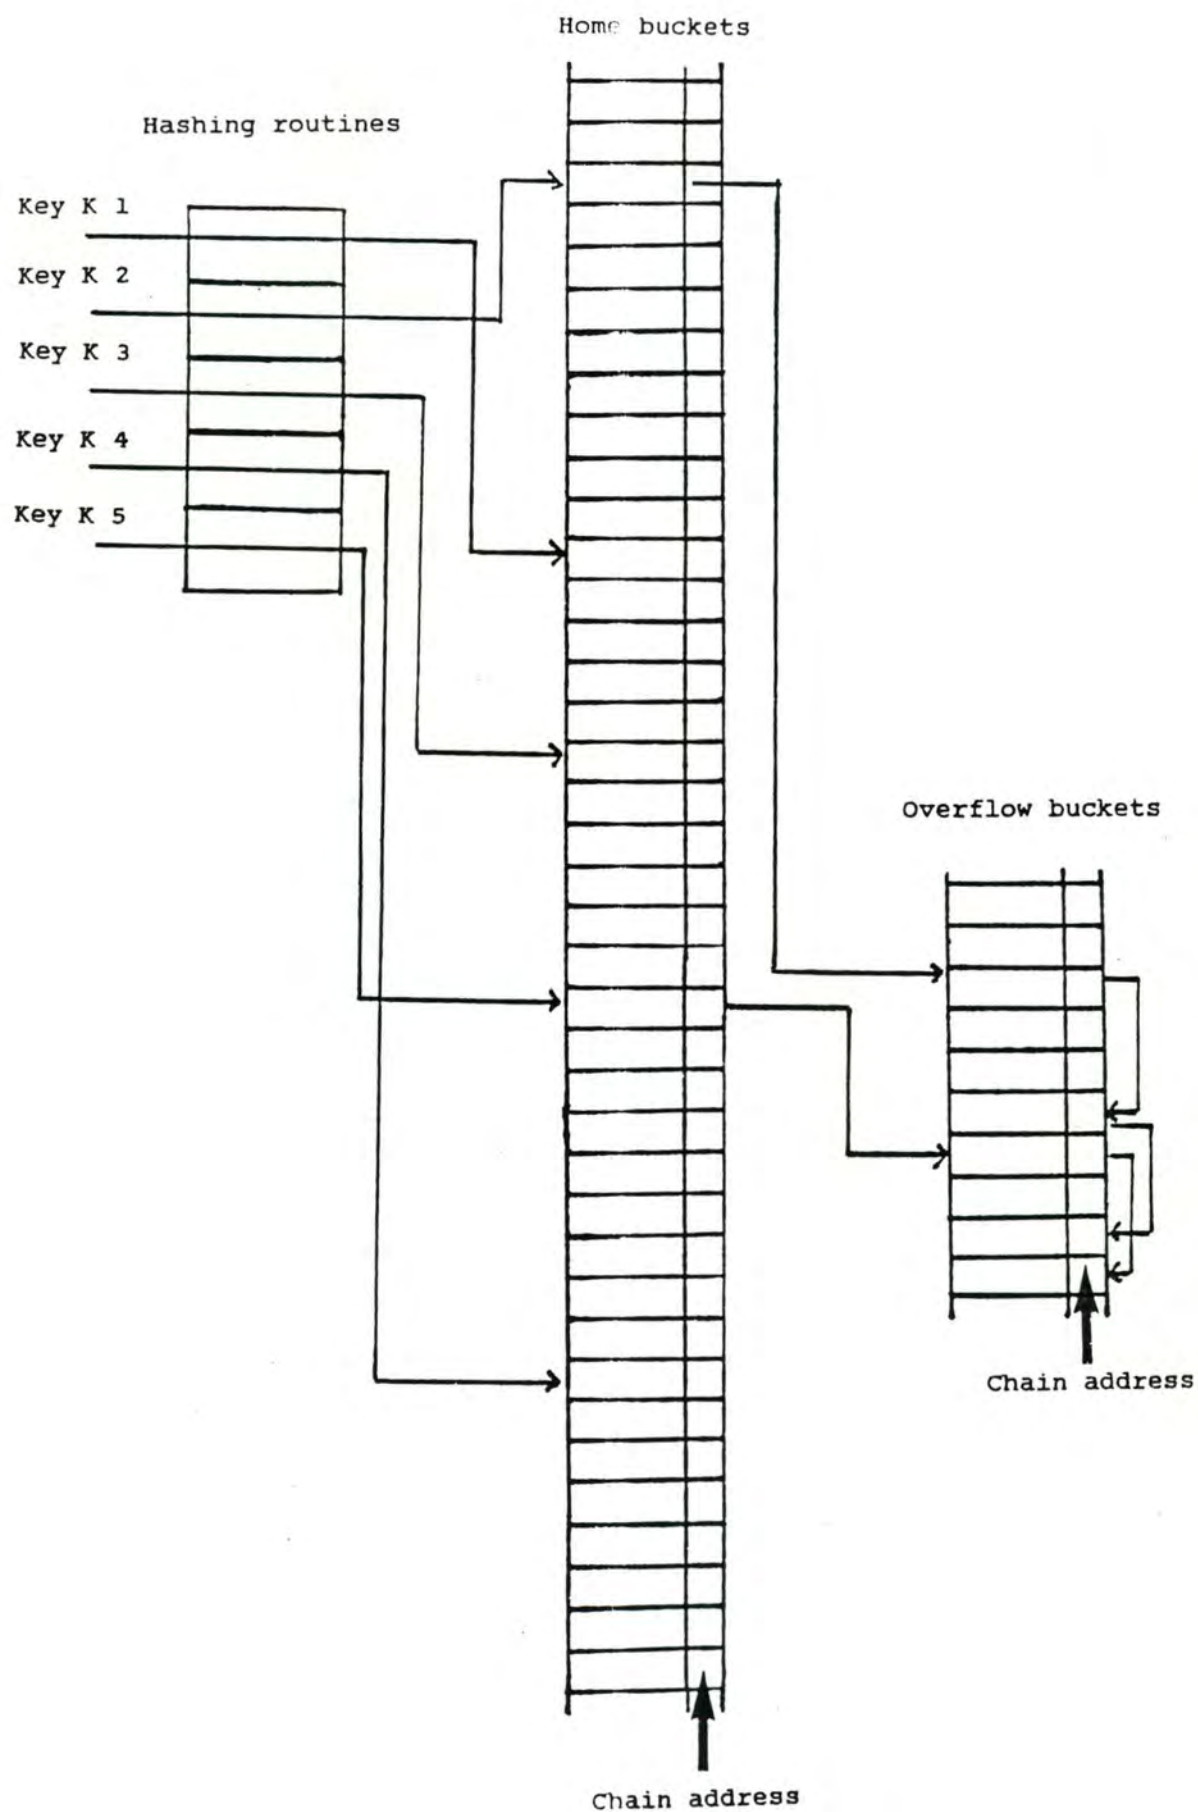 Home buckets
Hashing routines
Key K 1
Key K 2
Key K 3
Key K 4
Key K 5
Overflow buckets
Chain address
Chain address